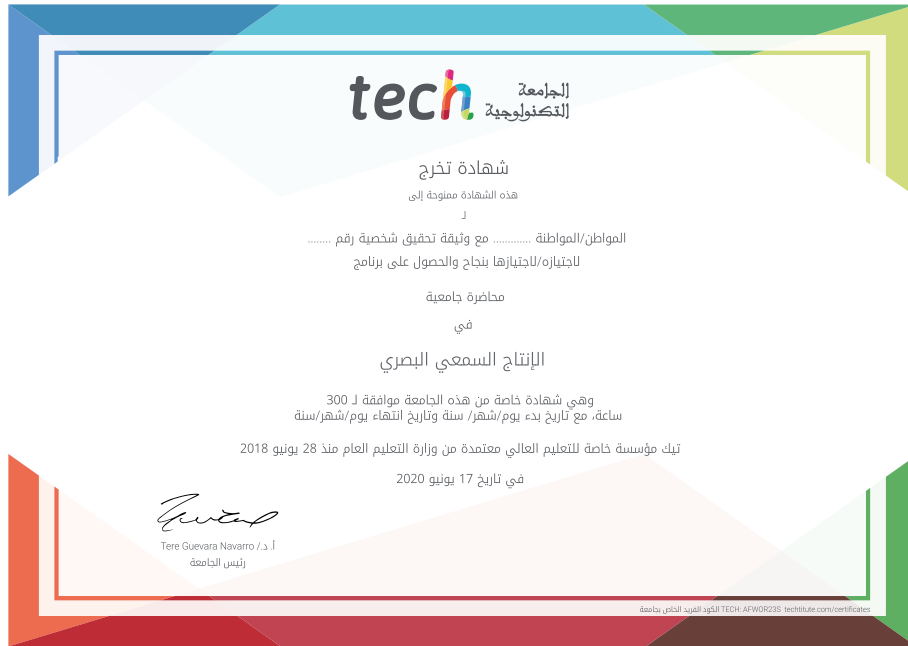 tech الجامعة
التكنولوجية
شهادة تخرج
هذه الشهادة ممنوحة إلى
لـ
المواطن/المواطنة ............. مع وثيقة تحقيق شخصية رقم ........
لاجتيازه/لاجتيازها بنجاح والحصول على برنامج
محاضرة جامعية
في
الإنتاج السمعي البصري
وهي شهادة خاصة من هذه الجامعة موافقة لـ 300
ساعة، مع تاريخ بدء يوم/شهر/ سنة وتاريخ انتهاء يوم/شهر/سنة
تيك مؤسسة خاصة للتعليم العالي معتمدة من وزارة التعليم العام منذ 28 يونيو 2018
في تاريخ 17 يونيو 2020
أ. د./ Tere Guevara Navarro
رئيس الجامعة
الكود الفريد الخاص بجامعة TECH: AFWOR23S techtitute.com/certificates